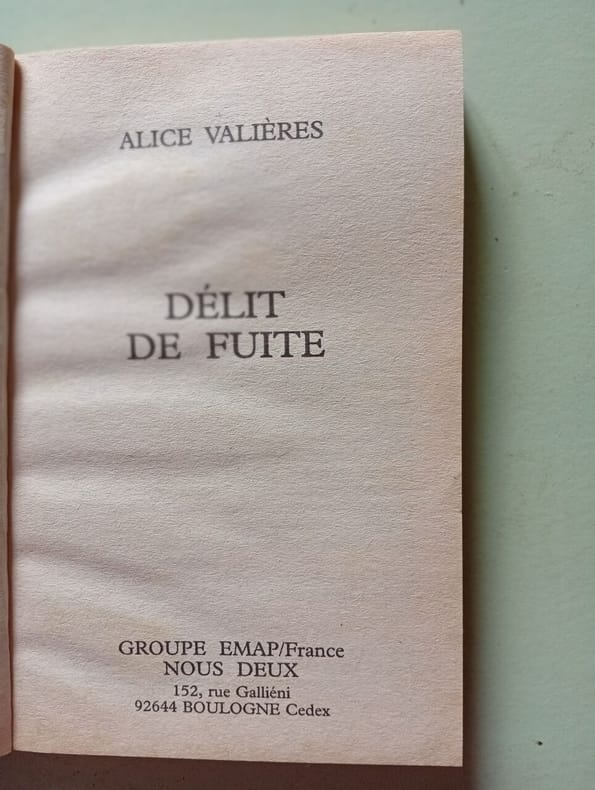 ALICE VALIÈRES
DÉLIT
DE FUITE
GROUPE EMAP/France
NOUS DEUX
152, rue Galliéni
92644 BOULOGNE Cedex